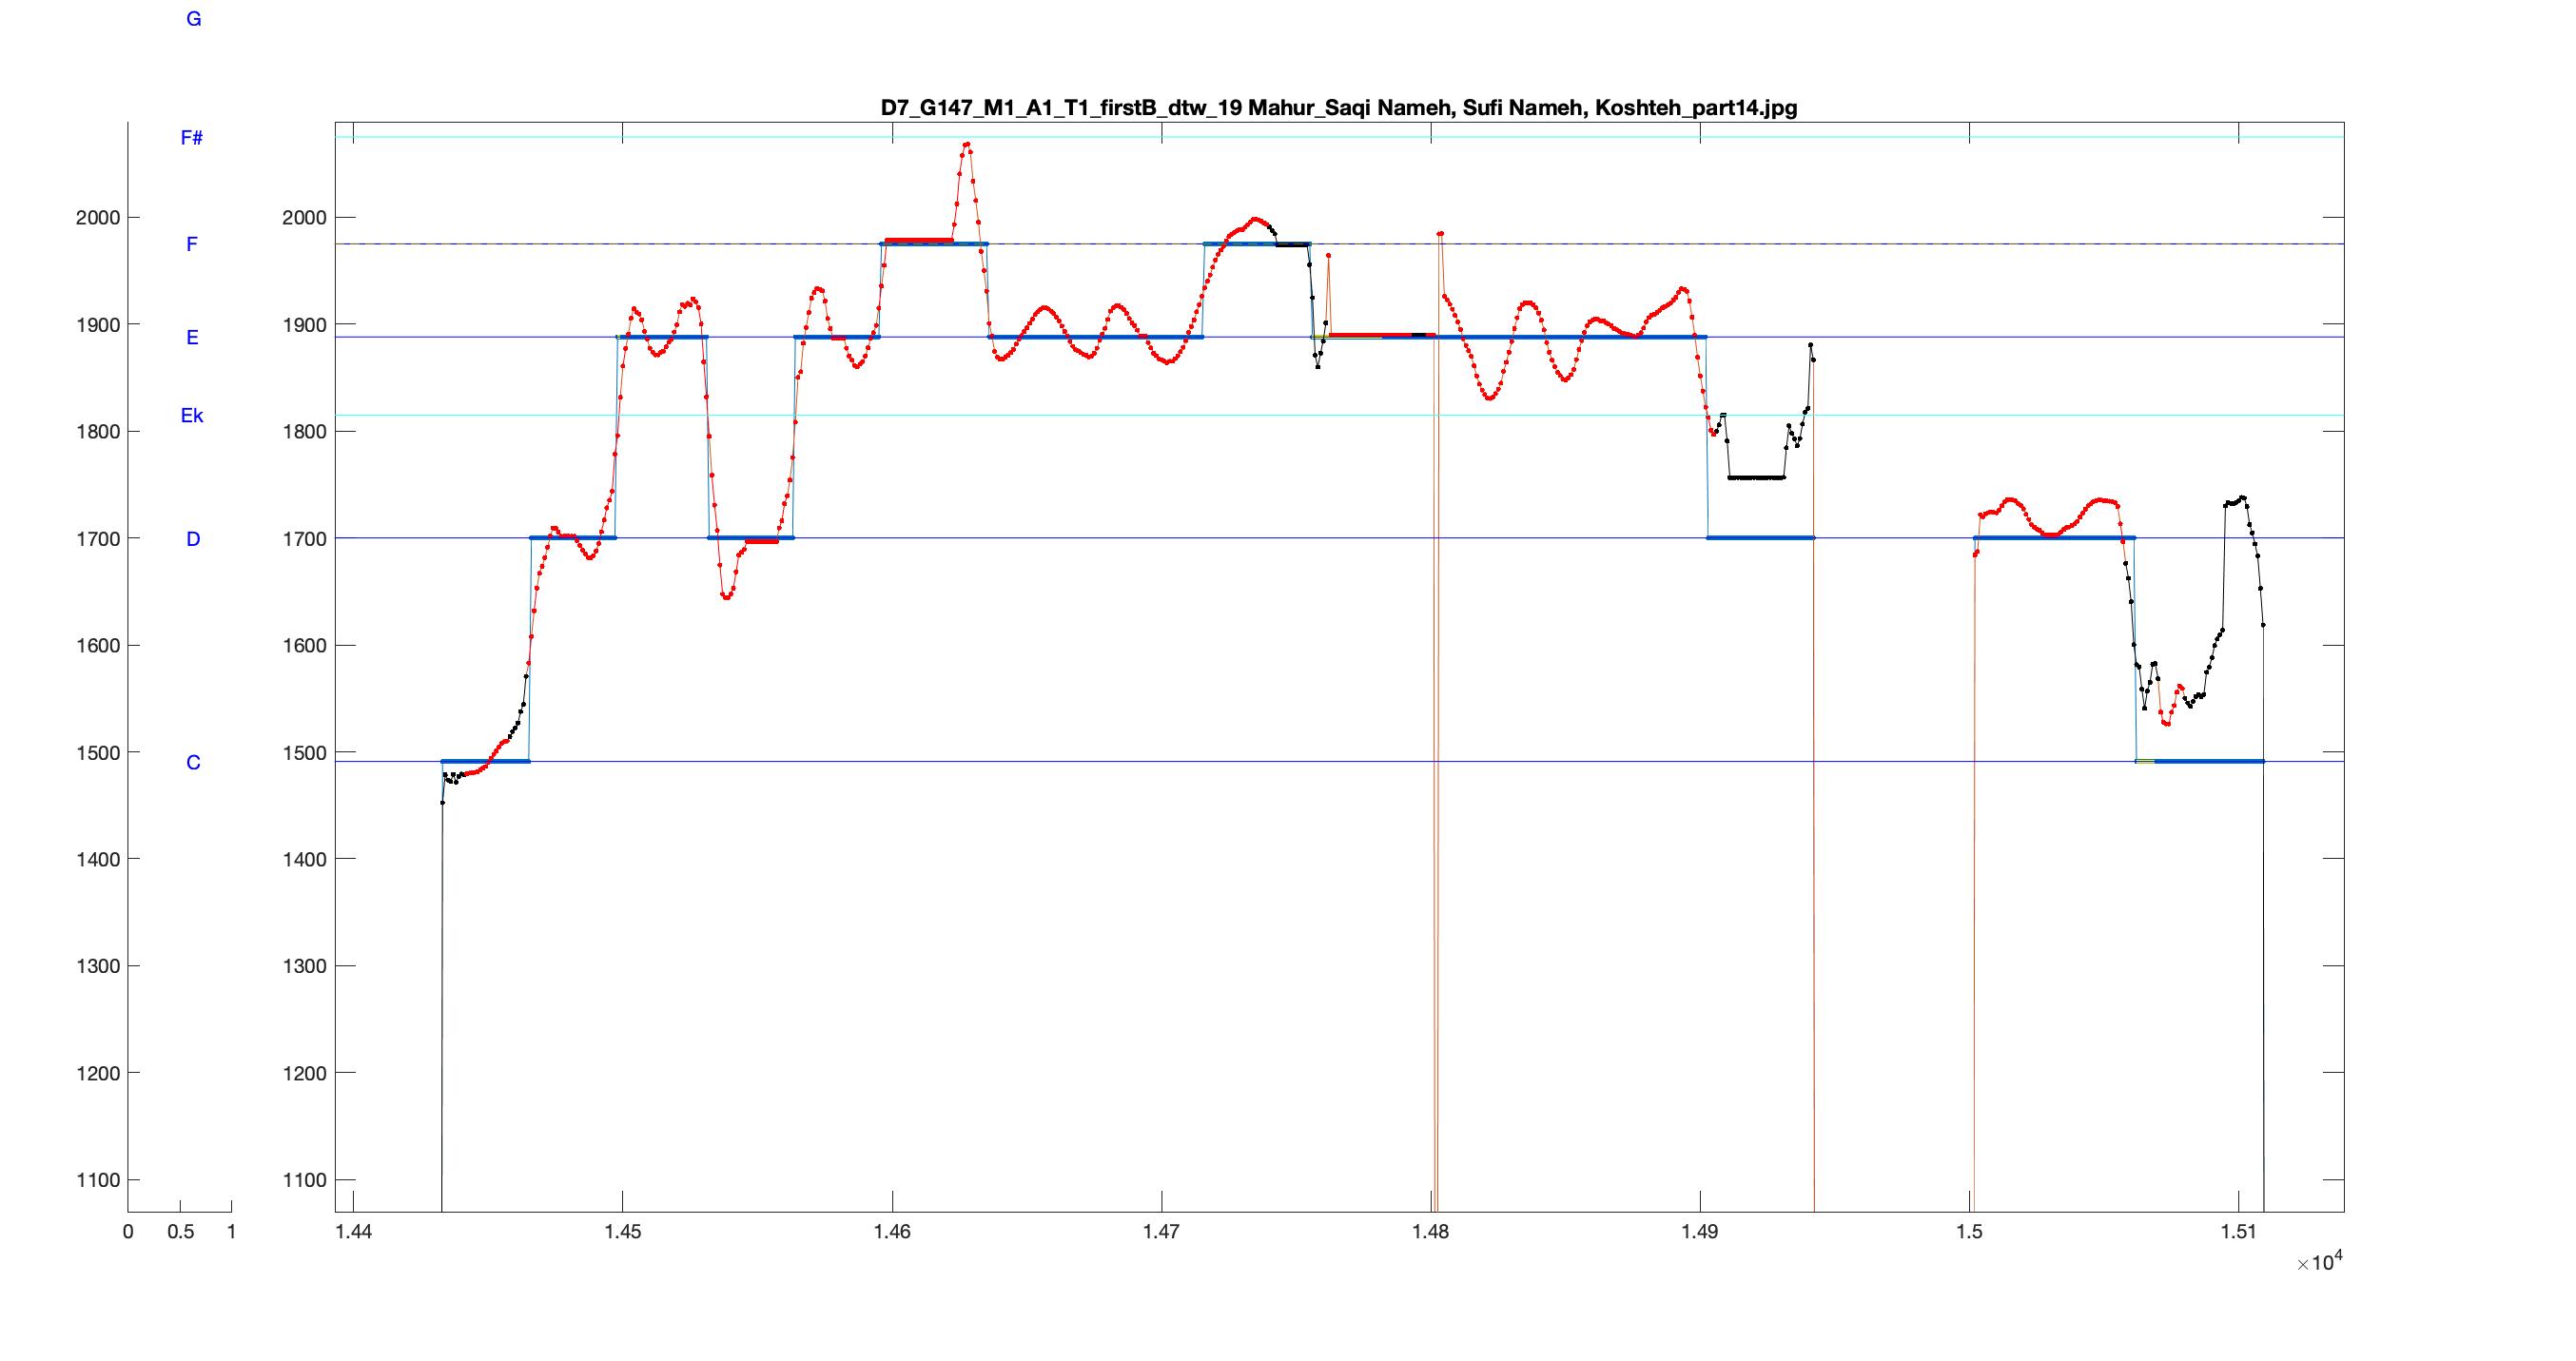 G
D7_G147_M1_A1_T1_firstB_dtw_19 Mahur_Saqi Nameh, Sufi Nameh, Koshteh_part14.jpg
F#
2000 2000
F
1900 1900
E
Ek
1800 1800
1700 D 1700
1600 1600
1500 1500
C
1400 1400
1300 1300
1200 1200
1100 1100
0 0.5 1 1.44 1.45 1.46 1.47 1.48 1.49 1.5 1.51
×10⁴